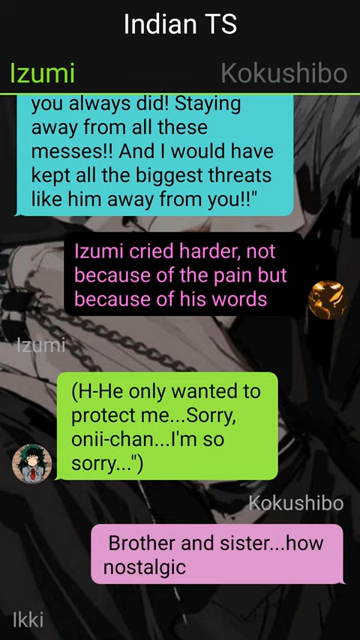 Indian TS
Izumi
Kokushibo
you always did! Staying
away from all these
messes!! And I would have
kept all the biggest threats
like him away from you!!"
Izumi cried harder, not
because of the pain but
because of his words
Izumi
(H-He only wanted to
protect me...Sorry,
onii-chan...I'm so
sorry...")
Kokushibo
Brother and sister...how
nostalgic
Ikki